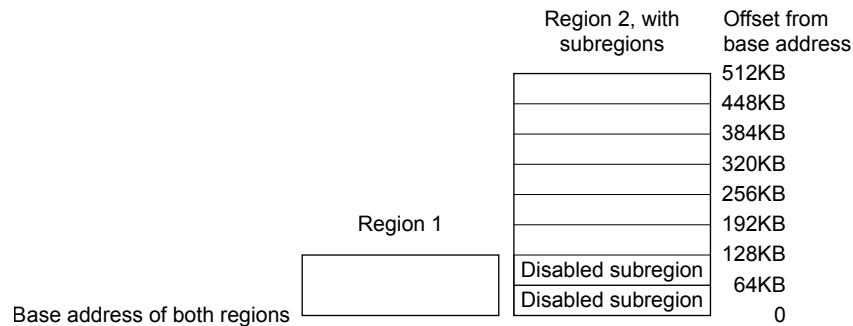 Region 2, with
subregions
Offset from
base address
512KB
448KB
384KB
320KB
256KB
Region 1
192KB
128KB
Disabled subregion
64KB
Disabled subregion
Base address of both regions
0